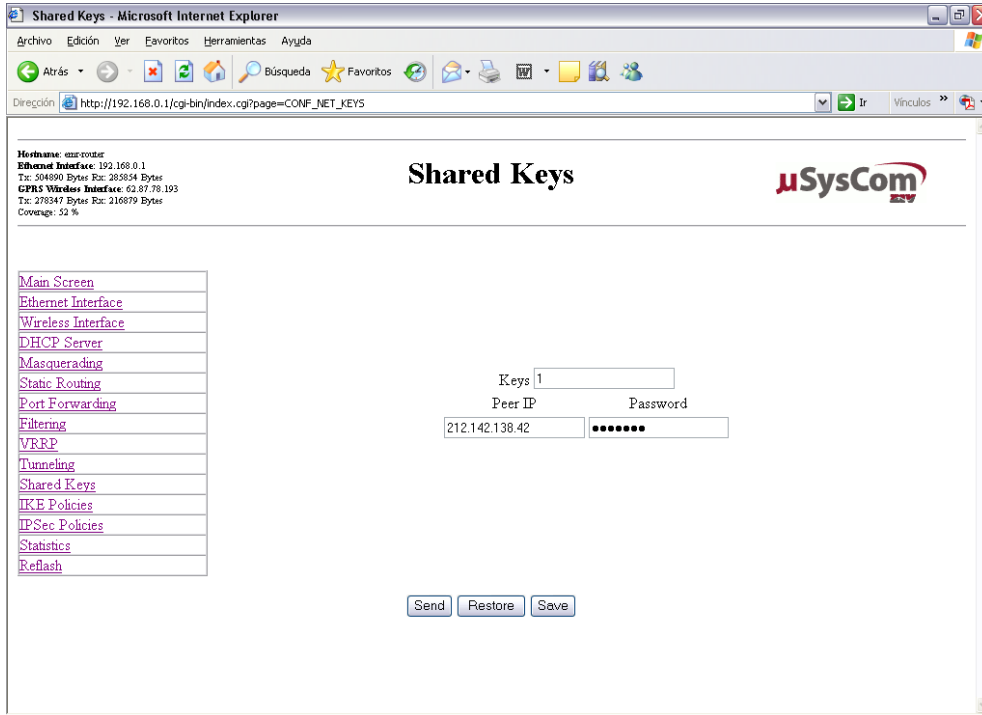 Shared Keys - Microsoft Internet Explorer
Archivo Edición Ver Favoritos Herramientas Ayuda
Atrás Búsqueda Favoritos
Dirección http://192.168.0.1/cgi-bin/index.cgi?page=CONF_NET_KEYS Ir Vínculos »
Hostname: emr-router
Ethernet Interface: 192.168.0.1
Tx: 504890 Bytes Rx: 285854 Bytes
GPRS Wireless Interface: 62.87.78.193
Tx: 278347 Bytes Rx: 216879 Bytes
Coverage: 52 %
Shared Keys
µSysCom
ZIV
Main Screen
Ethernet Interface
Wireless Interface
DHCP Server
Masquerading
Static Routing
Port Forwarding
Filtering
VRRP
Tunneling
Shared Keys
IKE Policies
IPSec Policies
Statistics
Reflash
Keys 1
Peer IP Password
212.142.138.42 •••••••
Send Restore Save